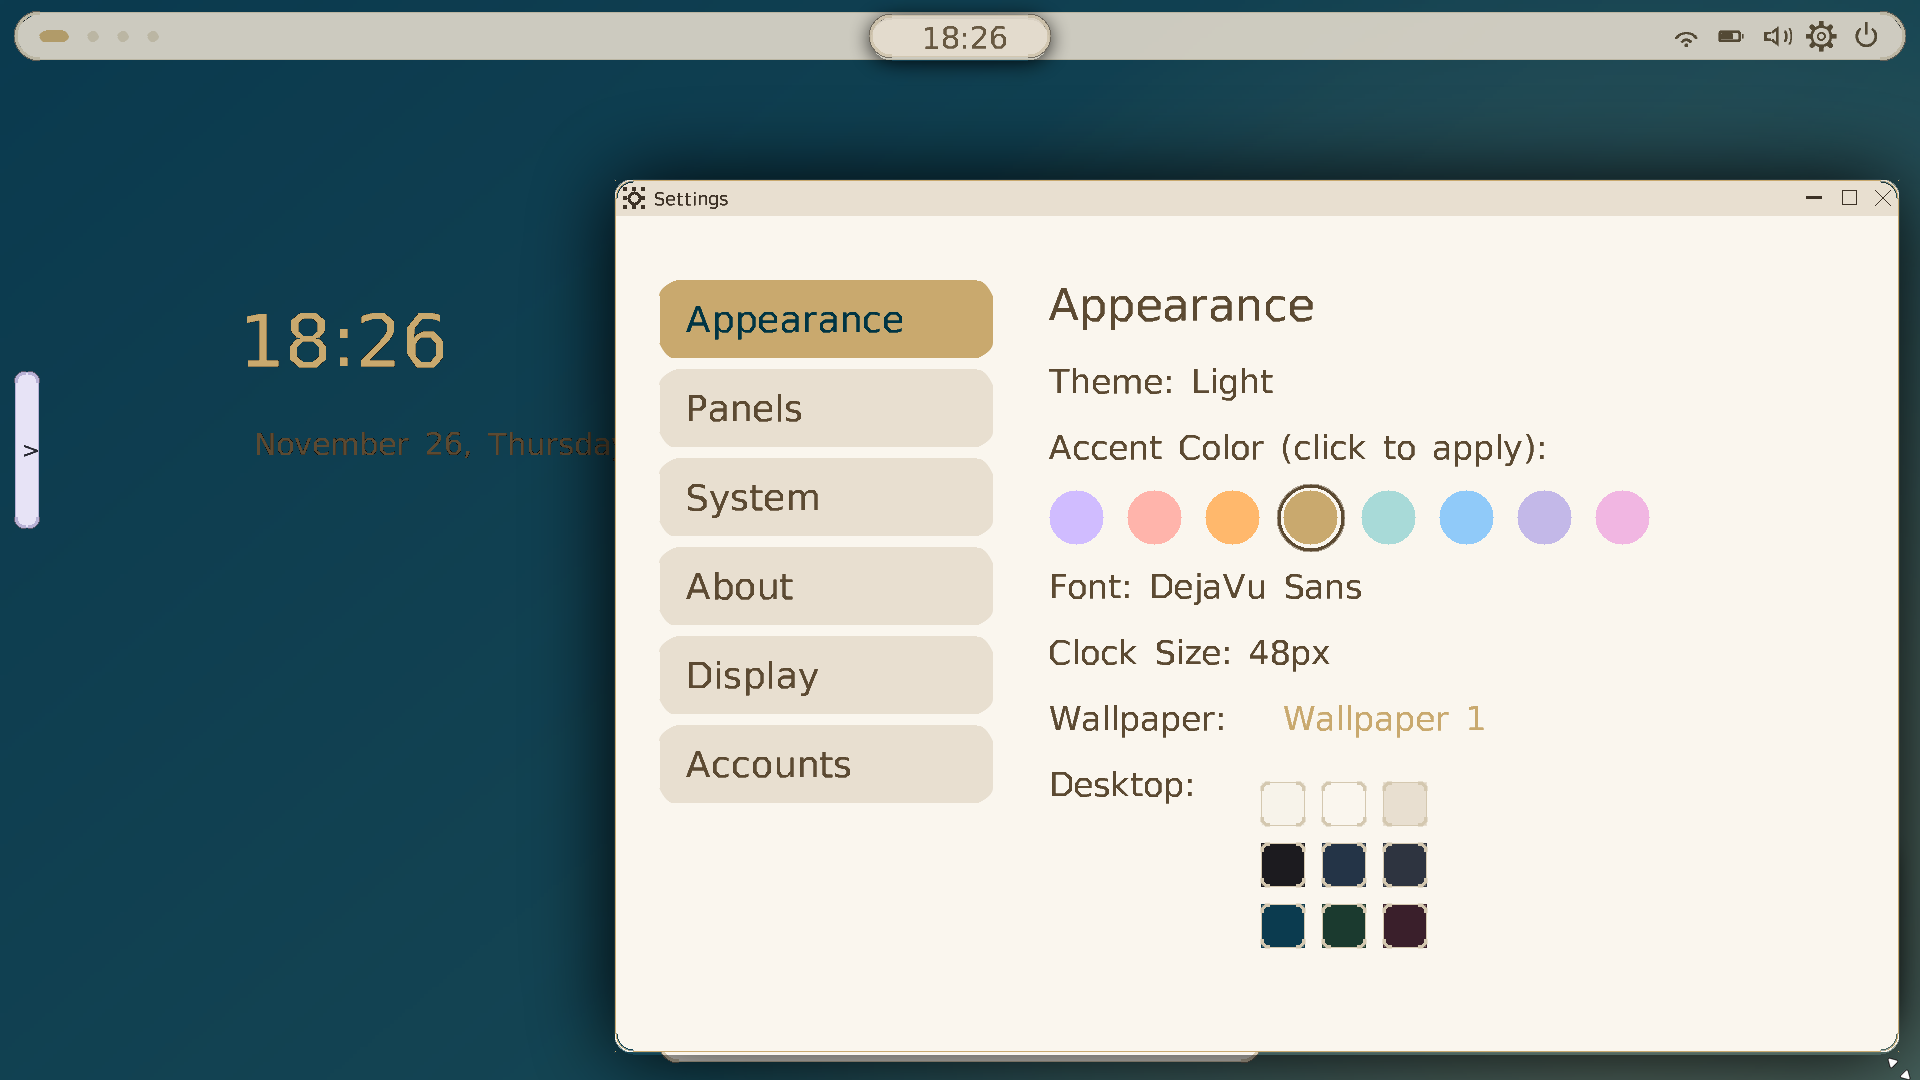 18:26
Settings
18:26
November 26, Thursda
>
Appearance
Panels
System
About
Display
Accounts
Appearance
Theme: Light
Accent Color (click to apply):
Font: DejaVu Sans
Clock Size: 48px
Wallpaper: Wallpaper 1
Desktop: